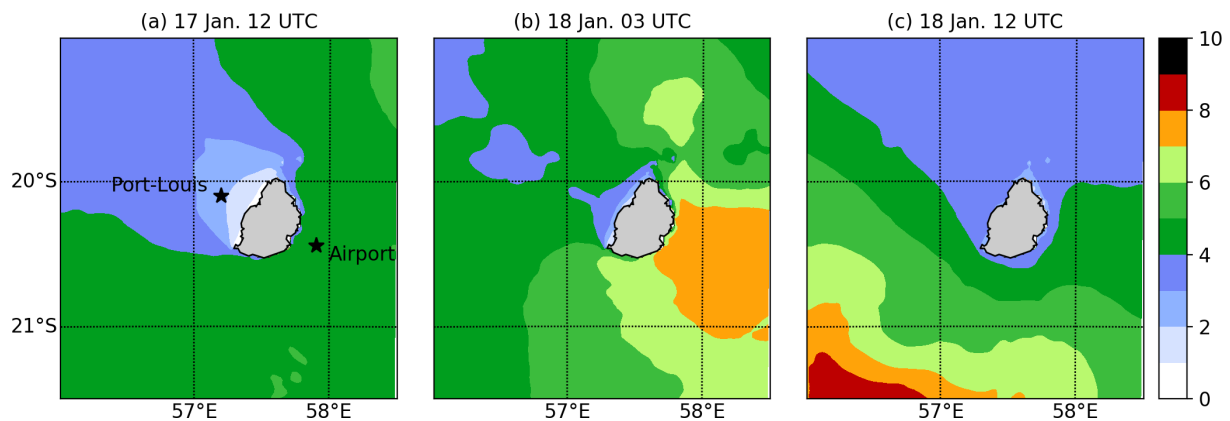 (a) 17 Jan. 12 UTC
(b) 18 Jan. 03 UTC
(c) 18 Jan. 12 UTC
10
8
6
4
2
0
20°S
21°S
Port-Louis
Airport
57°E
58°E
57°E
58°E
57°E
58°E